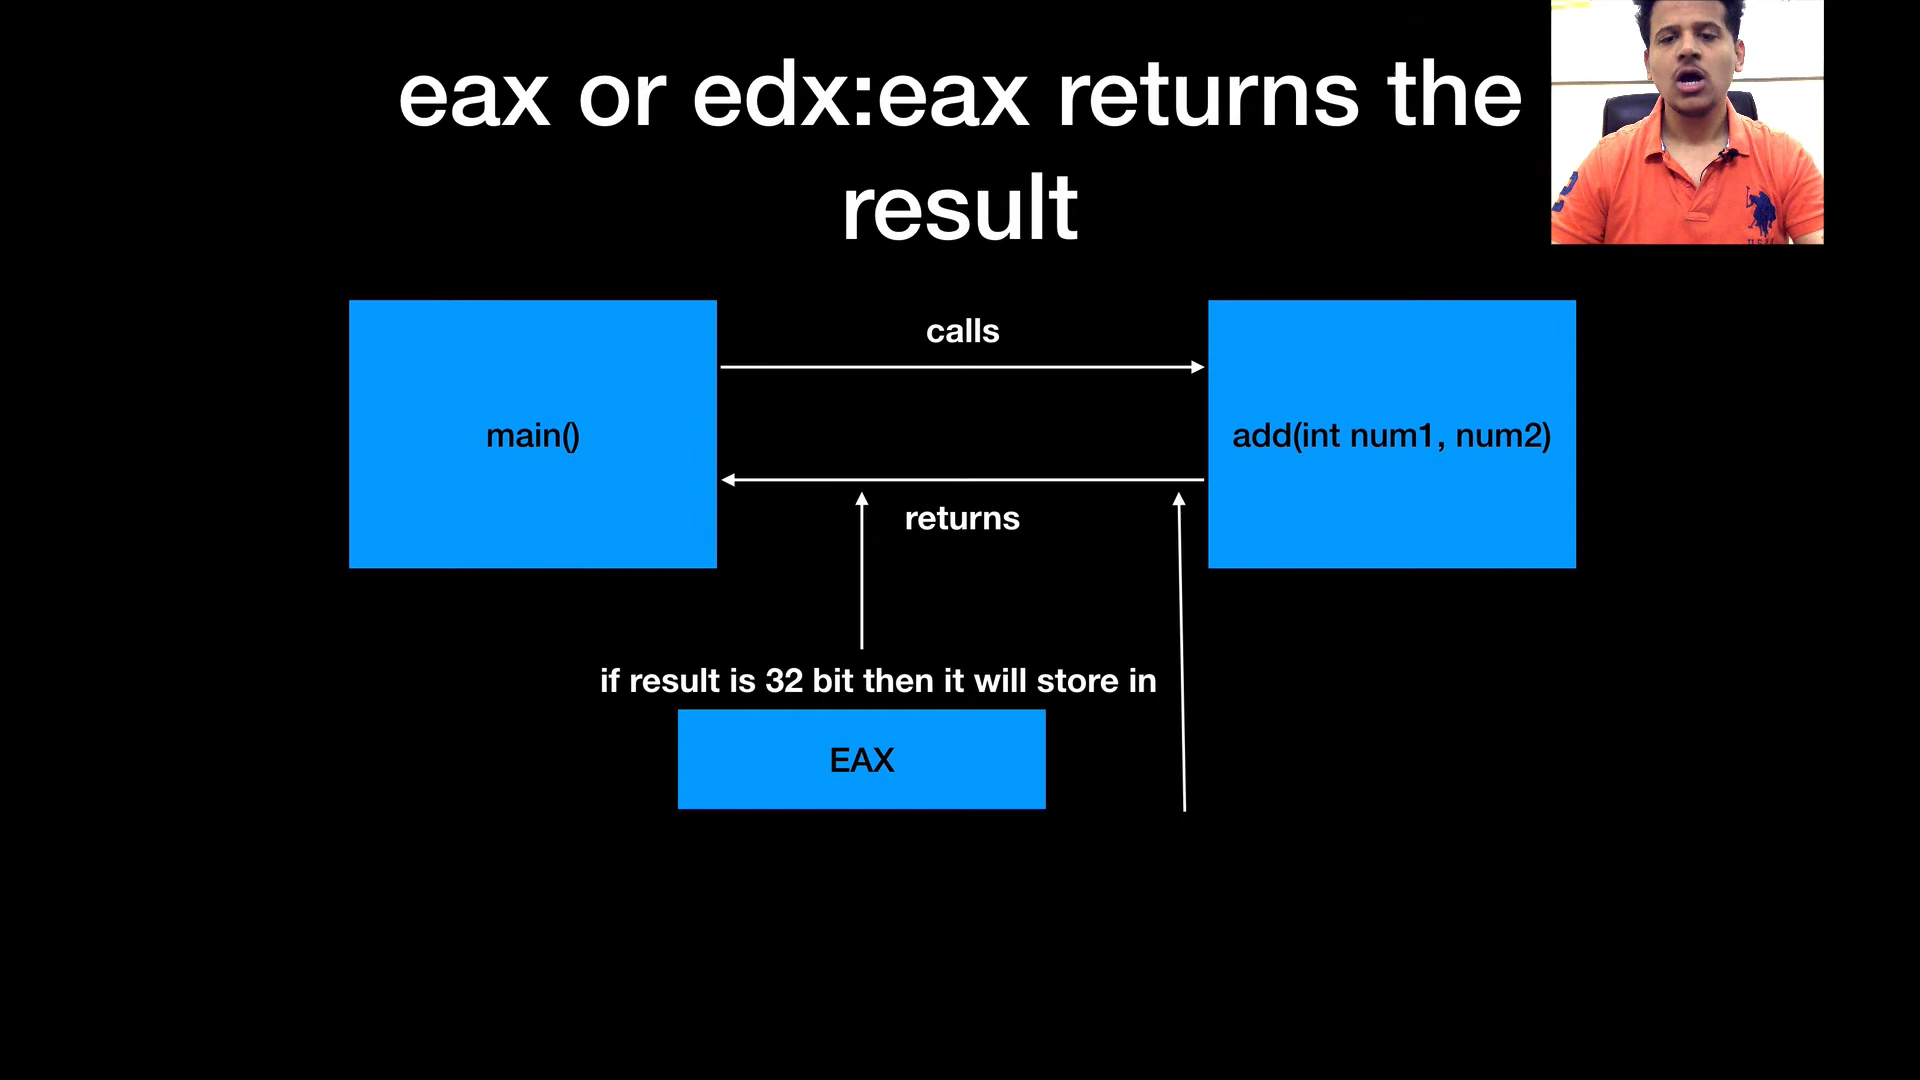 eax or edx:eax returns the
result
calls
main()
add(int num1, num2)
returns
if result is 32 bit then it will store in
EAX